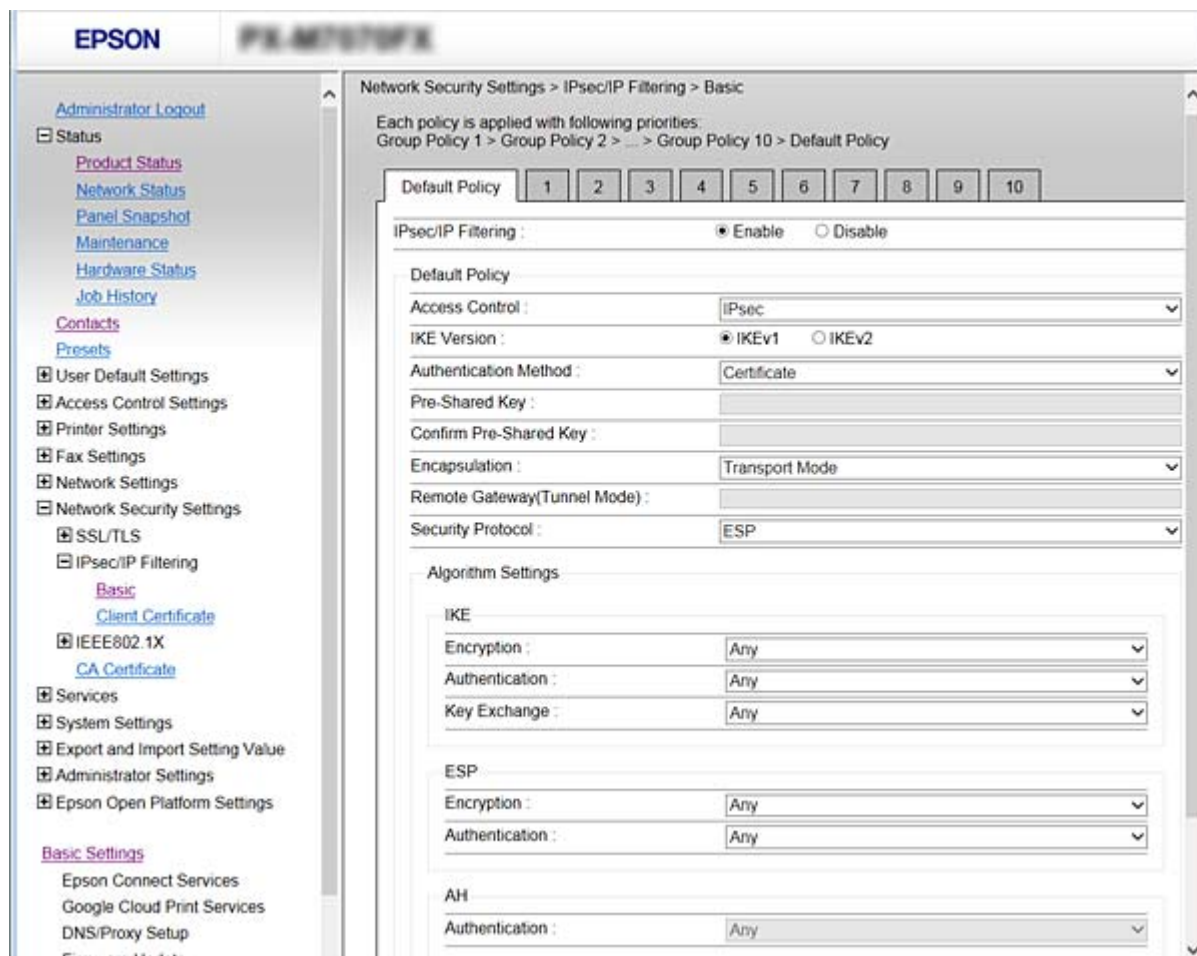 EPSON
Administrator Logout
Status
Product Status
Network Status
Panel Snapshot
Maintenance
Hardware Status
Job History
Contacts
Presets
User Default Settings
Access Control Settings
Printer Settings
Fax Settings
Network Settings
Network Security Settings
SSL/TLS
IPsec/IP Filtering
Basic
Client Certificate
IEEE802.1X
CA Certificate
Services
System Settings
Export and Import Setting Value
Administrator Settings
Epson Open Platform Settings
Basic Settings
Epson Connect Services
Google Cloud Print Services
DNS/Proxy Setup
Network Security Settings > IPsec/IP Filtering > Basic
Each policy is applied with following priorities:
Group Policy 1 > Group Policy 2 > ... > Group Policy 10 > Default Policy
Default Policy 1 2 3 4 5 6 7 8 9 10
IPsec/IP Filtering : Enable Disable
Default Policy
Access Control : IPsec
IKE Version : IKEv1 IKEv2
Authentication Method : Certificate
Pre-Shared Key :
Confirm Pre-Shared Key :
Encapsulation : Transport Mode
Remote Gateway(Tunnel Mode) :
Security Protocol : ESP
Algorithm Settings
IKE
Encryption : Any
Authentication : Any
Key Exchange : Any
ESP
Encryption : Any
Authentication : Any
AH
Authentication : Any